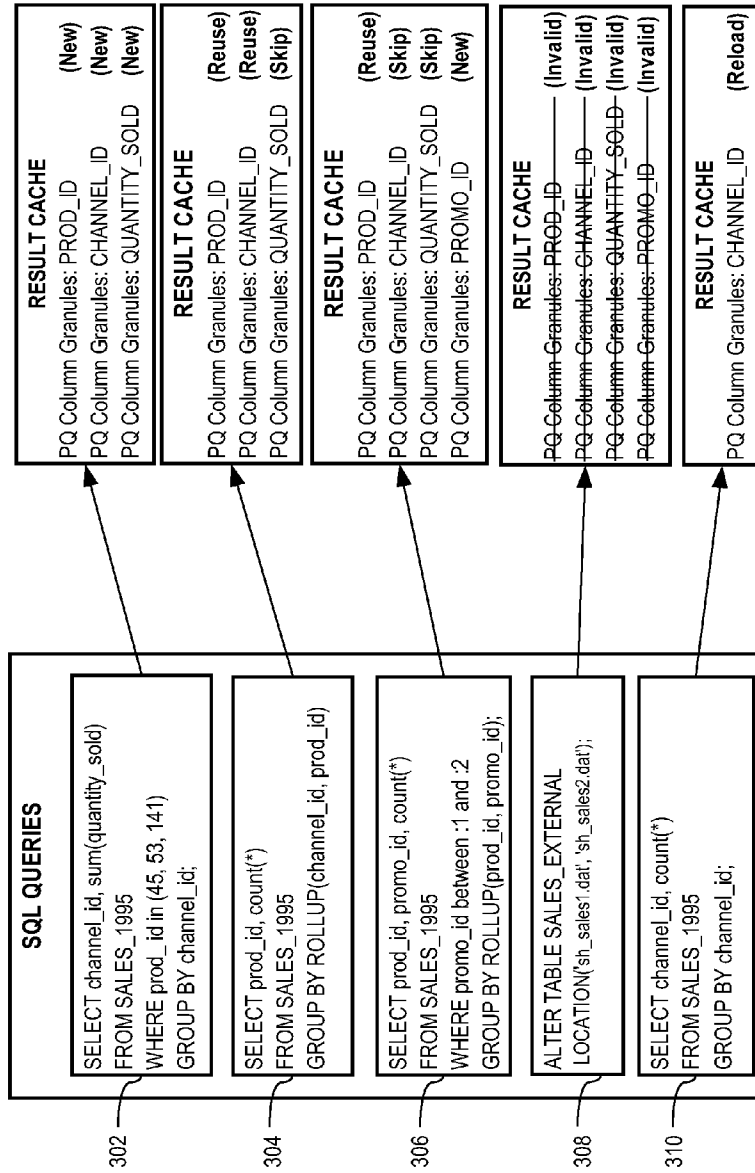 SQL QUERIES
302
SELECT channel_id, sum(quantity_sold)
FROM SALES_1995
WHERE prod_ id in (45, 53, 141)
GROUP BY channel_id;
304
SELECT prod_id, count(*)
FROM SALES_1995
GROUP BY ROLLUP(channel_id, prod_id)
306
SELECT prod_id, promo_id, count(*)
FROM SALES_1995
WHERE promo_id between :1 and :2
GROUP BY ROLLUP(prod_id, promo_id);
308
ALTER TABLE SALES_EXTERNAL
LOCATION('sh_sales1.dat', 'sh_sales2.dat');
310
SELECT channel_id, count(*)
FROM SALES_1995
GROUP BY channel_id;
RESULT CACHE
PQ Column Granules: PROD_ID (New)
PQ Column Granules: CHANNEL_ID (New)
PQ Column Granules: QUANTITY_SOLD (New)
RESULT CACHE
PQ Column Granules: PROD_ID (Reuse)
PQ Column Granules: CHANNEL_ID (Reuse)
PQ Column Granules: QUANTITY_SOLD (Skip)
RESULT CACHE
PQ Column Granules: PROD_ID (Reuse)
PQ Column Granules: CHANNEL_ID (Skip)
PQ Column Granules: QUANTITY_SOLD (Skip)
PQ Column Granules: PROMO_ID (New)
RESULT CACHE
PQ Column Granules: PROD_ID (Invalid)
PQ Column Granules: CHANNEL_ID (Invalid)
PQ Column Granules: QUANTITY_SOLD (Invalid)
PQ Column Granules: PROMO_ID (Invalid)
RESULT CACHE
PQ Column Granules: CHANNEL_ID (Reload)